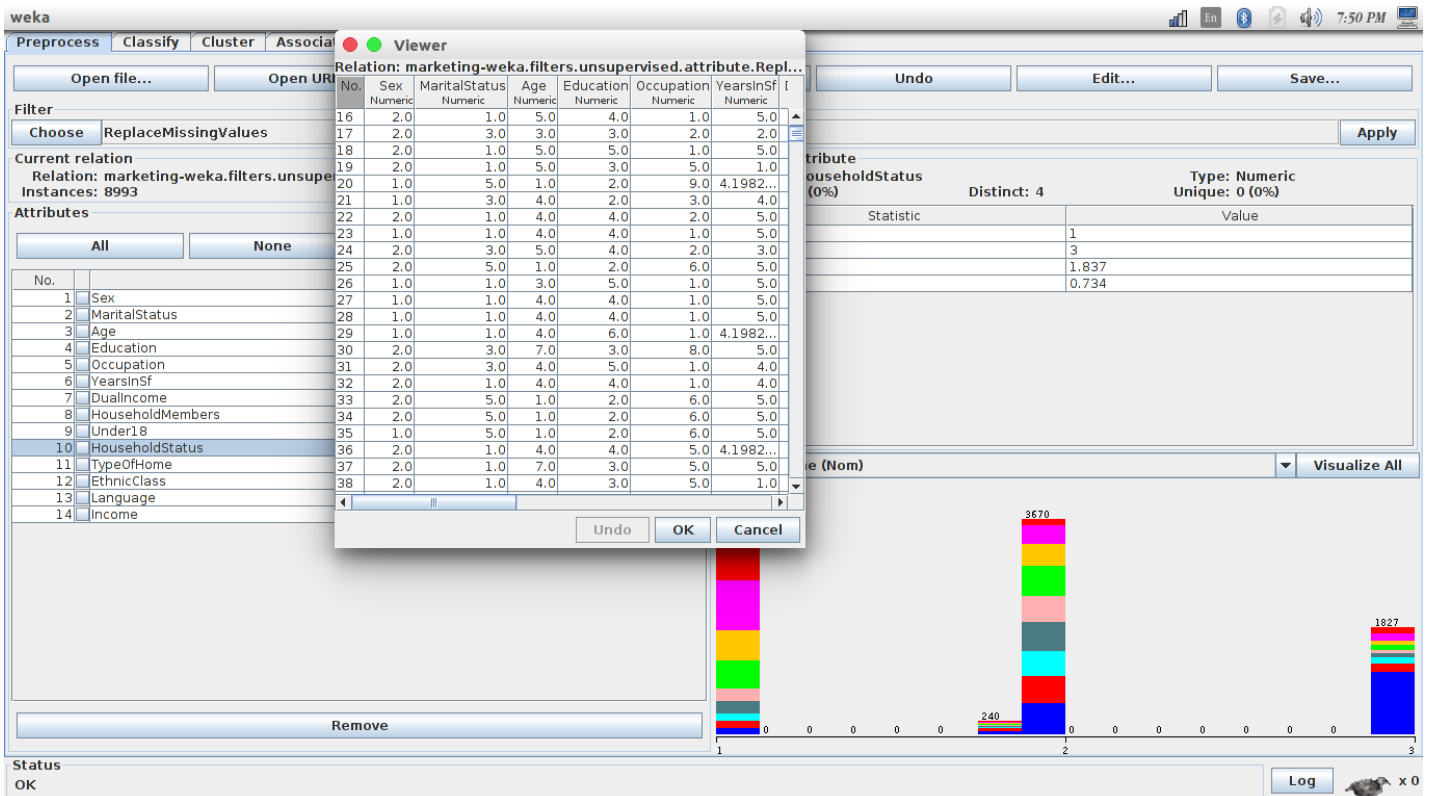 weka
En
7:50 PM
Preprocess Classify Cluster Associat
Viewer
Relation: marketing-weka.filters.unsupervised.attribute.Repl...
Open file... Open URL Undo Edit... Save...
Filter
Choose ReplaceMissingValues Apply
Current relation
Relation: marketing-weka.filters.unsuper
Instances: 8993
Attributes
All None
No.
1 Sex
2 MaritalStatus
3 Age
4 Education
5 Occupation
6 YearsInSf
7 DualIncome
8 HouseholdMembers
9 Under18
10 HouseholdStatus
11 TypeOfHome
12 EthnicClass
13 Language
14 Income
Remove
No. Sex MaritalStatus Age Education Occupation YearsInSf
Numeric Numeric Numeric Numeric Numeric Numeric
16 2.0 1.0 5.0 4.0 1.0 5.0
17 2.0 3.0 3.0 3.0 2.0 2.0
18 2.0 1.0 5.0 5.0 1.0 5.0
19 2.0 1.0 5.0 3.0 5.0 1.0
20 1.0 5.0 1.0 2.0 9.0 4.1982...
21 1.0 3.0 4.0 2.0 3.0 4.0
22 2.0 1.0 4.0 4.0 2.0 5.0
23 1.0 1.0 4.0 4.0 1.0 5.0
24 2.0 3.0 5.0 4.0 2.0 3.0
25 2.0 5.0 1.0 2.0 6.0 5.0
26 1.0 1.0 3.0 5.0 1.0 5.0
27 1.0 1.0 4.0 4.0 1.0 5.0
28 1.0 1.0 4.0 4.0 1.0 5.0
29 1.0 1.0 4.0 6.0 1.0 4.1982...
30 2.0 3.0 7.0 3.0 8.0 5.0
31 2.0 3.0 4.0 5.0 1.0 4.0
32 2.0 1.0 4.0 4.0 1.0 4.0
33 2.0 5.0 1.0 2.0 6.0 5.0
34 2.0 5.0 1.0 2.0 6.0 5.0
35 1.0 5.0 1.0 2.0 6.0 5.0
36 2.0 1.0 4.0 4.0 5.0 4.1982...
37 2.0 1.0 7.0 3.0 5.0 5.0
38 2.0 1.0 4.0 3.0 5.0 1.0
Undo OK Cancel
tribute
ouseholdStatus Type: Numeric
(0%) Distinct: 4 Unique: 0 (0%)
Statistic Value
1
3
1.837
0.734
e (Nom) Visualize All
3670
1827
240
0 0 0 0 0 0 0 0 0 0 0 0
1 2 3
Status
OK
Log x 0